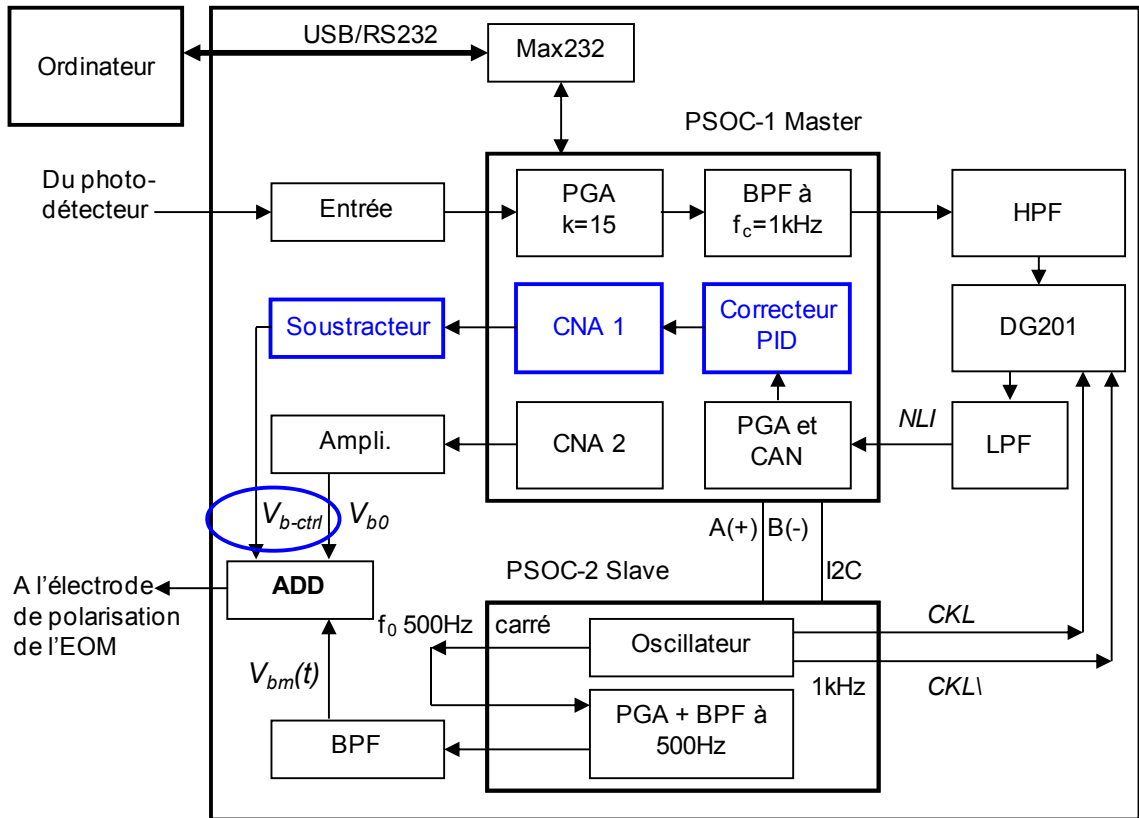 USB/RS232
Ordinateur
Max232
PSOC-1 Master
Du photo-
détecteur
Entrée
PGA
k=15
BPF à
fc=1kHz
HPF
Soustracteur
CNA 1
Correcteur
PID
DG201
Ampli.
CNA 2
PGA et
CAN
NLI
LPF
Vb-ctrl
Vb0
A(+)
B(-)
I2C
A l'électrode
de polarisation
de l'EOM
ADD
PSOC-2 Slave
f0 500Hz
carré
Oscillateur
CKL
1kHz
CKL\
Vbm(t)
BPF
PGA + BPF à
500Hz